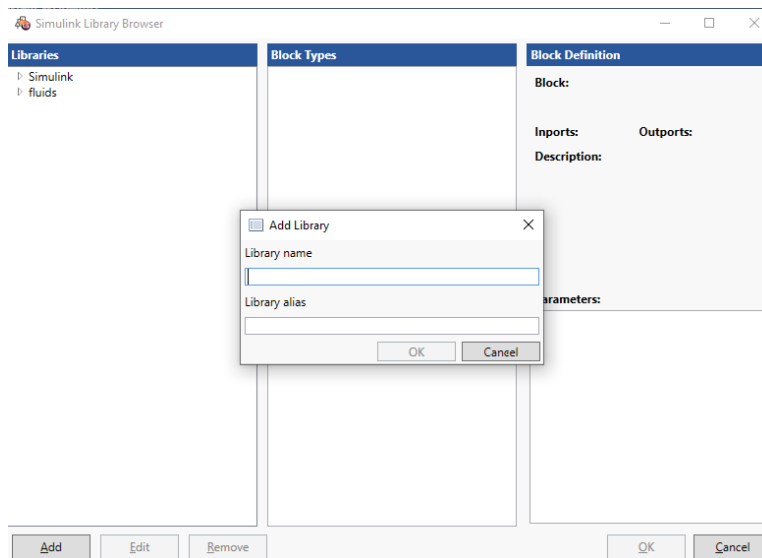 Simulink Library Browser
Libraries
Simulink
fluids
Block Types
Block Definition
Block:
Inports: Outports:
Description:
Add Library
Library name
Library alias
OK Cancel
Add Edit Remove
OK Cancel